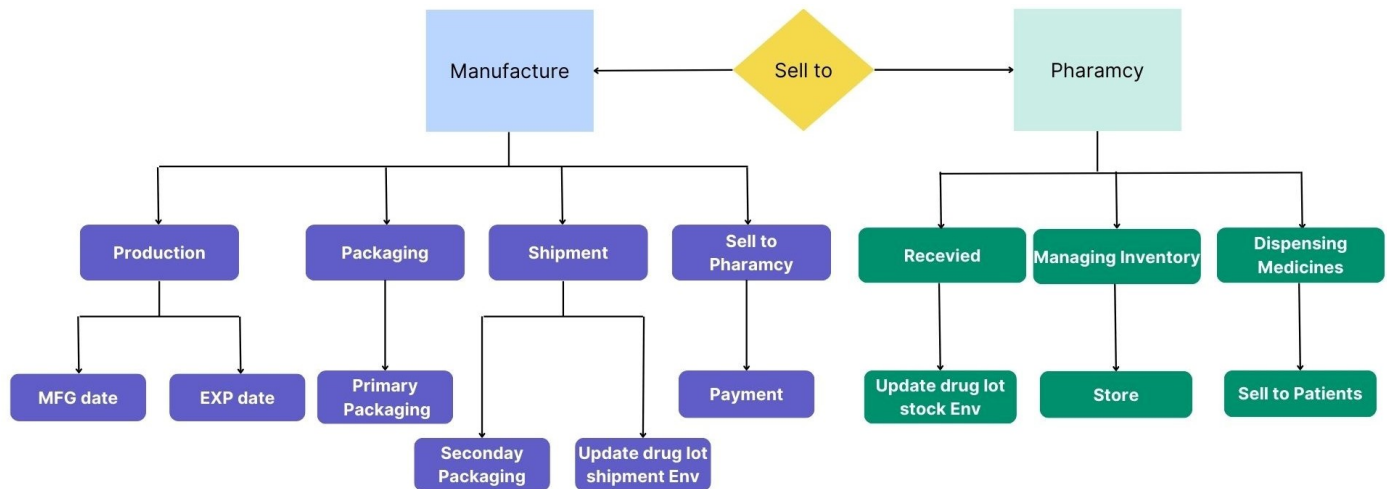 Manufacture
Sell to
Pharamcy
Production
Packaging
Shipment
Sell to
Pharamcy
Recevied
Managing Inventory
Dispensing
Medicines
MFG date
EXP date
Primary
Packaging
Payment
Update drug lot
stock Env
Store
Sell to Patients
Seconday
Packaging
Update drug lot
shipment Env